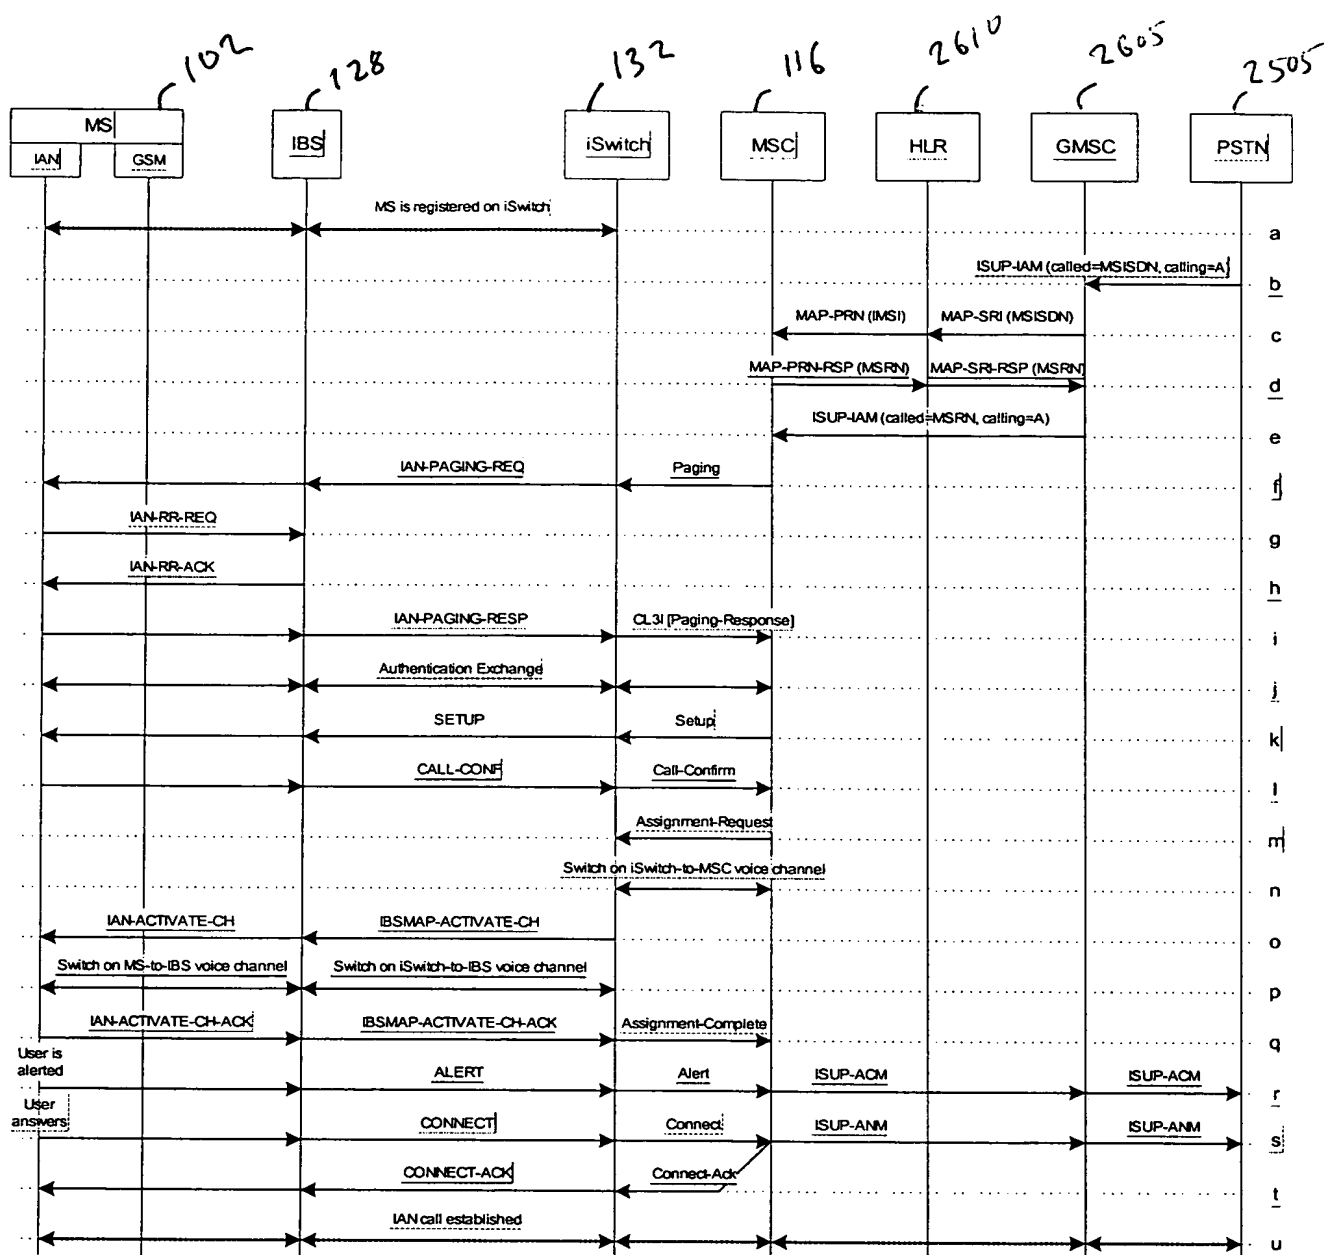 102 128 132 116 2610 2605 2505
MS
IAN GSM IBS iSwitch MSC HLR GMSC PSTN
MS is registered on iSwitch
a
ISUP-IAM (called=MSISDN, calling=A)
b
MAP-PRN (IMSI) MAP-SRI (MSISDN)
c
MAP-PRN-RSP (MSRN) MAP-SRI-RSP (MSRN)
d
ISUP-IAM (called=MSRN, calling=A)
e
IAN-PAGING-REQ Paging
f
IAN-RR-REQ
g
IAN-RR-ACK
h
IAN-PAGING-RESP CL3I [Paging-Response]
i
Authentication Exchange
j
SETUP Setup
k
CALL-CONF Call-Confirm
l
Assignment-Request
m
Switch on iSwitch-to-MSC voice channel
n
IAN-ACTIVATE-CH IBSMAP-ACTIVATE-CH
o
Switch on MS-to-IBS voice channel Switch on iSwitch-to-IBS voice channel
p
IAN-ACTIVATE-CH-ACK IBSMAP-ACTIVATE-CH-ACK Assignment-Complete
q
User is
alerted
ALERT Alert ISUP-ACM ISUP-ACM
r
User
answers
CONNECT Connect ISUP-ANM ISUP-ANM
s
CONNECT-ACK Connect-Ack
t
IAN call established
u